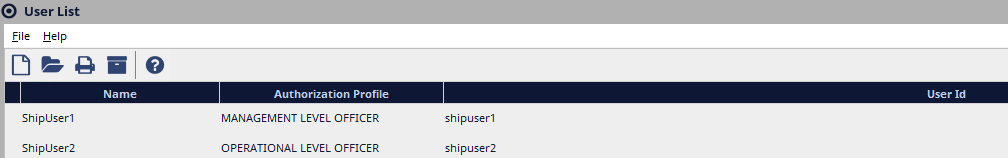 User List
File Help
Name Authorization Profile User Id
ShipUser1 MANAGEMENT LEVEL OFFICER shipuser1
ShipUser2 OPERATIONAL LEVEL OFFICER shipuser2